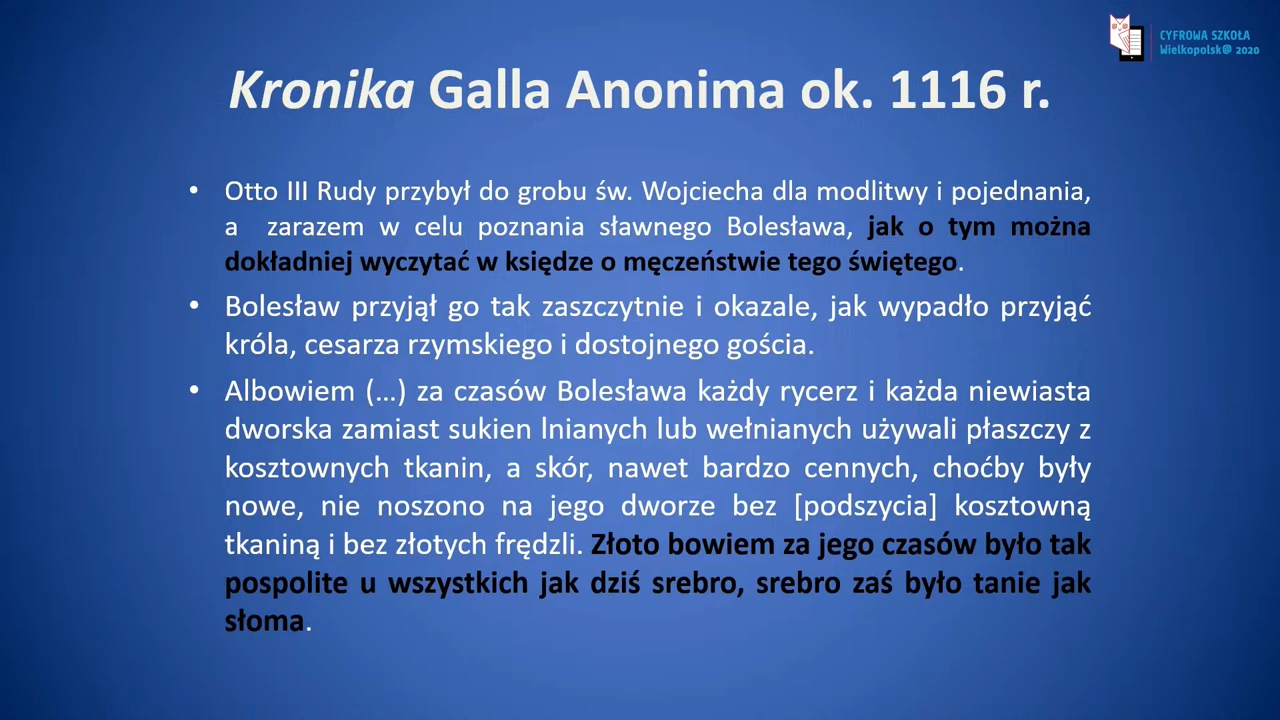 CYFROWA SZKOŁA
Wielkopolsk@ 2020
Kronika Galla Anonima ok. 1116 r.
• Otto III Rudy przybył do grobu św. Wojciecha dla modlitwy i pojednania,
a zarazem w celu poznania sławnego Bolesława, jak o tym można
dokładniej wyczytać w księdze o męczeństwie tego świętego.
• Bolesław przyjął go tak zaszczytnie i okazale, jak wypadło przyjąć
króla, cesarza rzymskiego i dostojnego gościa.
• Albowiem (…) za czasów Bolesława każdy rycerz i każda niewiasta
dworska zamiast sukien lnianych lub wełnianych używali płaszczy z
kosztownych tkanin, a skór, nawet bardzo cennych, choćby były
nowe, nie noszono na jego dworze bez [podszycia] kosztowną
tkaniną i bez złotych frędzli. Złoto bowiem za jego czasów było tak
pospolite u wszystkich jak dziś srebro, srebro zaś było tanie jak
słoma.